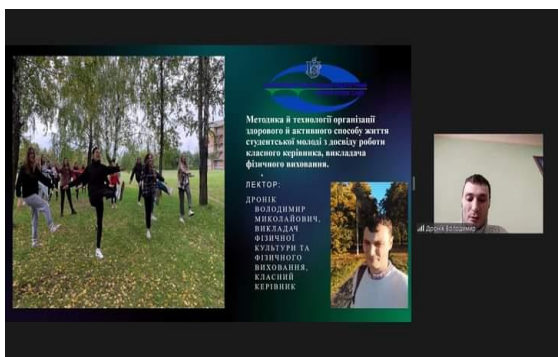 Методика й технології організації
здорового й активного способу життя
студентської молоді з досвіду роботи
класного керівника, викладача
фізичного виховання.
ЛЕКТОР:
ДРОНІК
ВОЛОДИМИР
МИКОЛАЙОВИЧ,
ВИКЛАДАЧ
ФІЗИЧНОЇ
КУЛЬТУРИ ТА
ФІЗИЧНОГО
ВИХОВАННЯ,
КЛАСНИЙ
КЕРІВНИК
Дронік Володимир